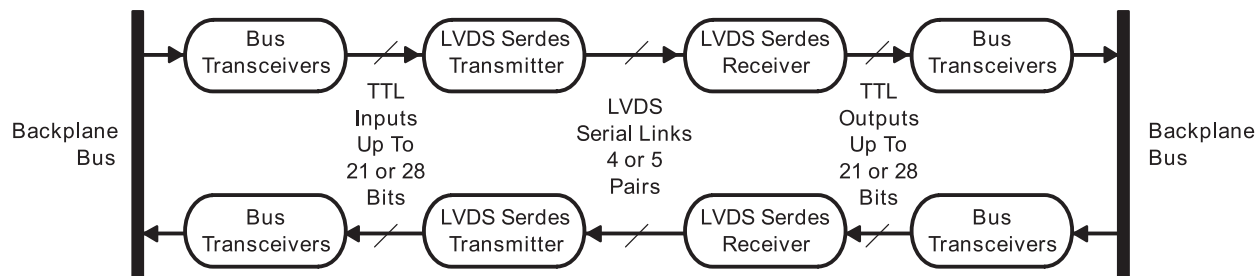 Bus
Transceivers
LVDS Serdes
Transmitter
LVDS Serdes
Receiver
Bus
Transceivers
Backplane
Bus
TTL
Inputs
Up To
21 or 28
Bits
LVDS
Serial Links
4 or 5
Pairs
TTL
Outputs
Up To
21 or 28
Bits
Backplane
Bus
Bus
Transceivers
LVDS Serdes
Transmitter
LVDS Serdes
Receiver
Bus
Transceivers